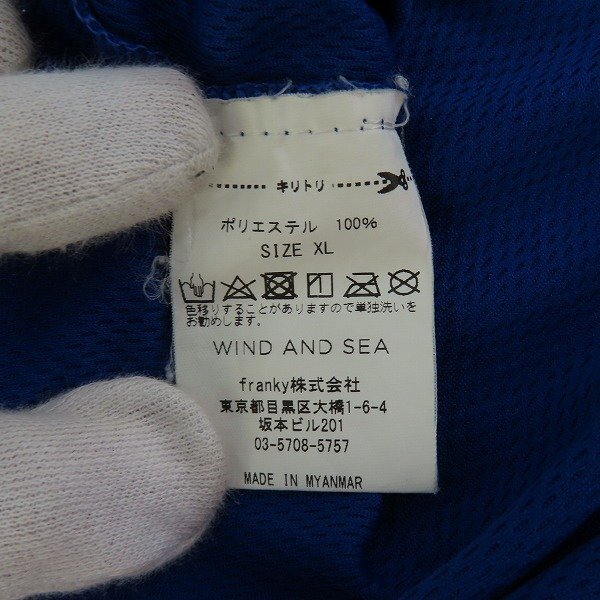 キリトリ
ポリエステル 100%
SIZE XL
色移りすることがありますので単独洗いを
お勧めします。
WIND AND SEA
franky株式会社
東京都目黒区大橋1-6-4
坂本ビル201
03-5708-5757
MADE IN MYANMAR